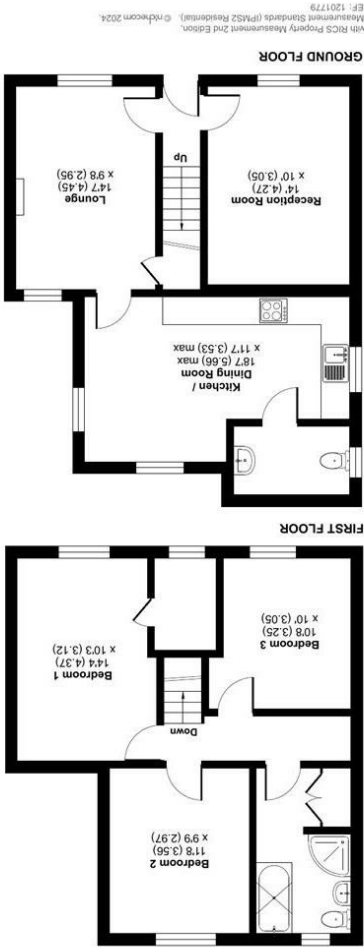 Bedroom 2
11'8 (3.56)
x 9'9 (2.97)
Down
Bedroom 3
10'8 (3.25)
x 10' (3.05)
Bedroom 1
14'4 (4.37)
x 10'3 (3.12)
FIRST FLOOR
Kitchen /
Dining Room
18'7 (5.66) max
x 11'7 (3.53) max
Lounge
14'7 (4.45)
x 9'8 (2.95)
Up
Reception Room
14' (4.27)
x 10' (3.05)
GROUND FLOOR
with RICS Property Measurement 2nd Edition.
Measurement Standards (IPMS2 Residential). © nichecom 2024.
EF: 1201779